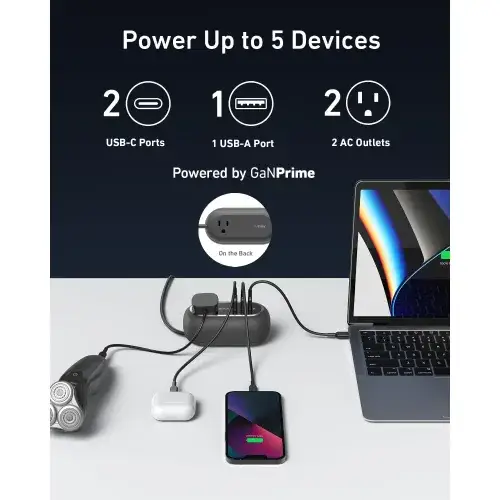 Power Up to 5 Devices
2 1 2
USB-C Ports 1 USB-A Port 2 AC Outlets
Powered by GaNPrime
On the Back